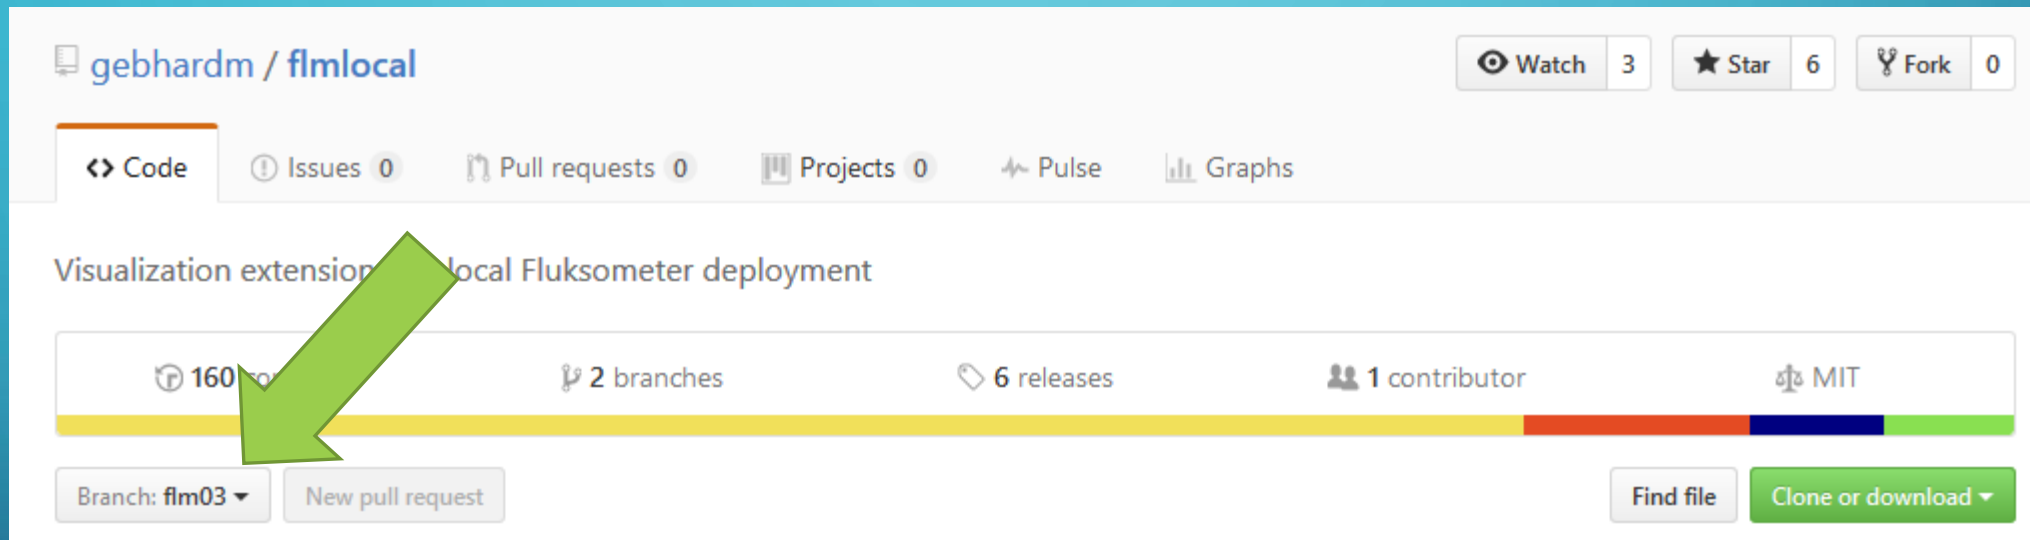 gebhardm / flmlocal
Watch 3 Star 6 Fork 0
Code Issues 0 Pull requests 0 Projects 0 Pulse Graphs
Visualization extension local Fluksometer deployment
160 2 branches 6 releases 1 contributor MIT
Branch: flm03 New pull request Find file Clone or download